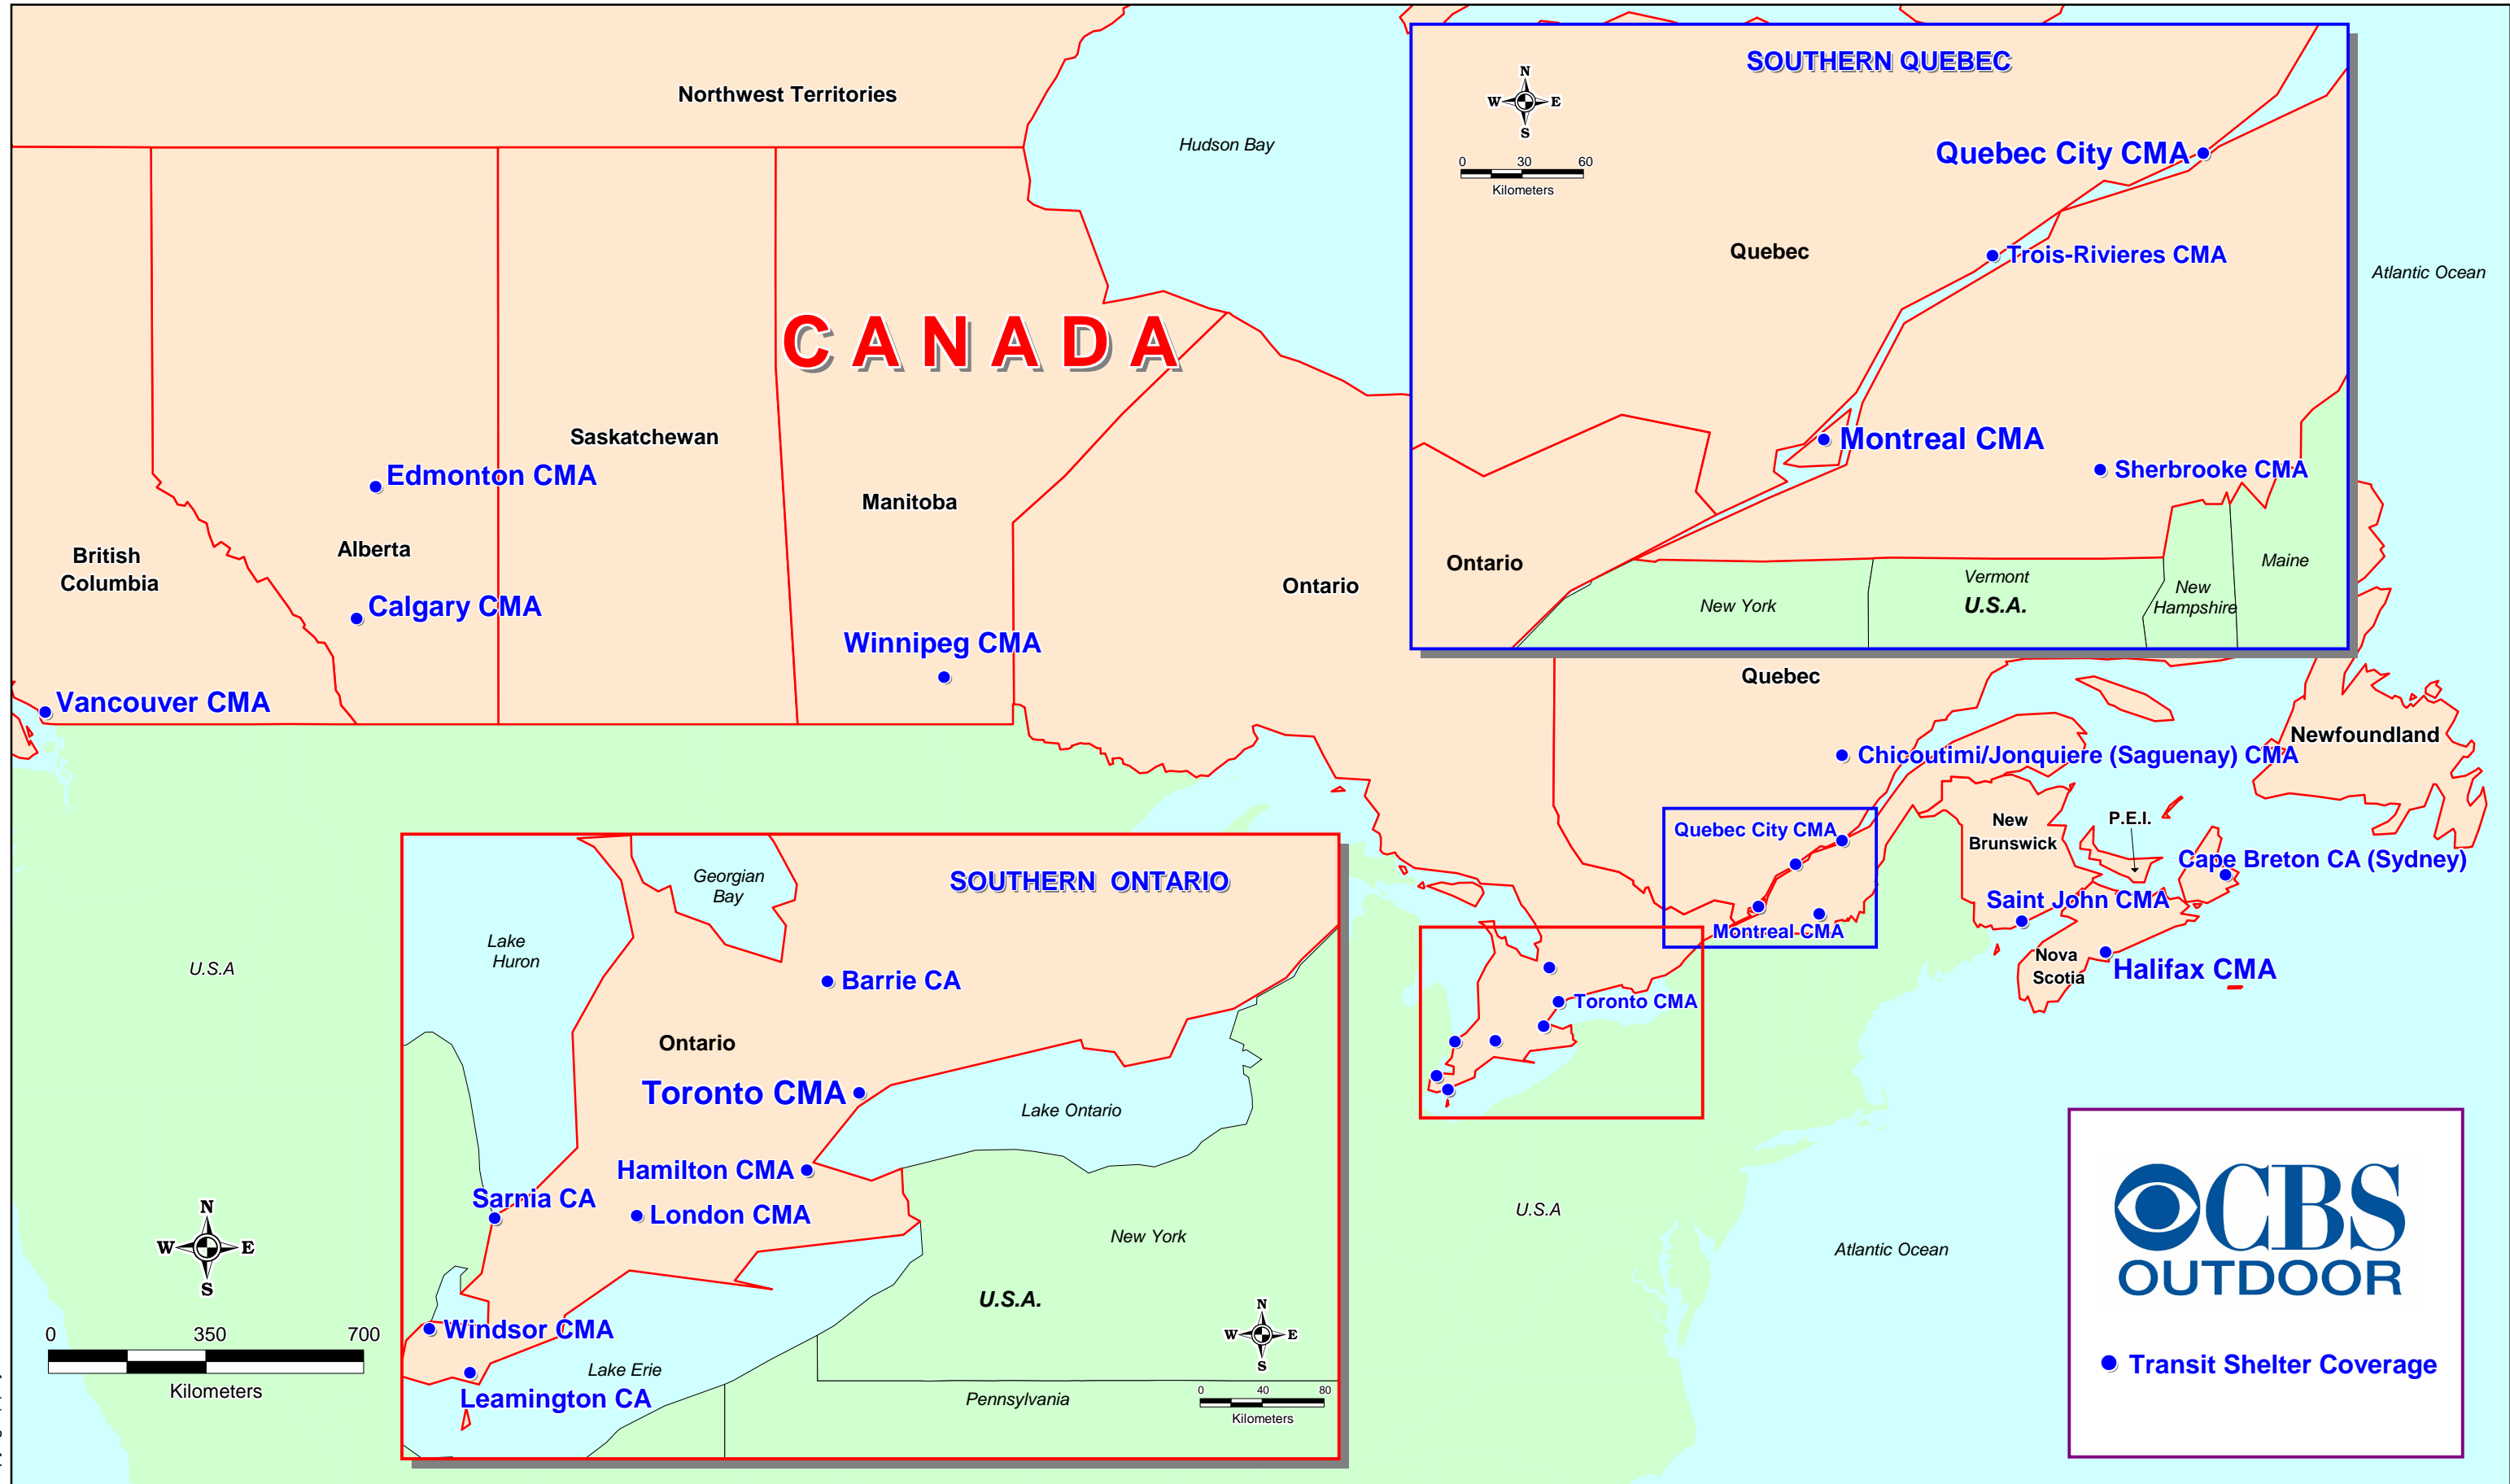 Northwest Territories
Hudson Bay
CANADA
Saskatchewan
Edmonton CMA
Manitoba
British
Columbia
Alberta
Calgary CMA
Ontario
Winnipeg CMA
Vancouver CMA
SOUTHERN QUEBEC
N
W E
S
0 30 60
Kilometers
Quebec City CMA
Quebec
Trois-Rivieres CMA
Montreal CMA
Sherbrooke CMA
Ontario
Maine
Vermont
New
Hampshire
New York
U.S.A.
Atlantic Ocean
Quebec
Newfoundland
Chicoutimi/Jonquiere (Saguenay) CMA
Quebec City CMA
New
Brunswick
P.E.I.
Cape Breton CA (Sydney)
Saint John CMA
Montreal CMA
Nova
Scotia
Halifax CMA
Toronto CMA
U.S.A
SOUTHERN ONTARIO
Georgian
Bay
Lake
Huron
Barrie CA
Ontario
Toronto CMA
Lake Ontario
Hamilton CMA
Sarnia CA
London CMA
New York
U.S.A.
Windsor CMA
Lake Erie
Leamington CA
Pennsylvania
N
W E
S
0 40 80
Kilometers
N
W E
S
0 350 700
Kilometers
U.S.A
Atlantic Ocean
CBS
OUTDOOR
Transit Shelter Coverage